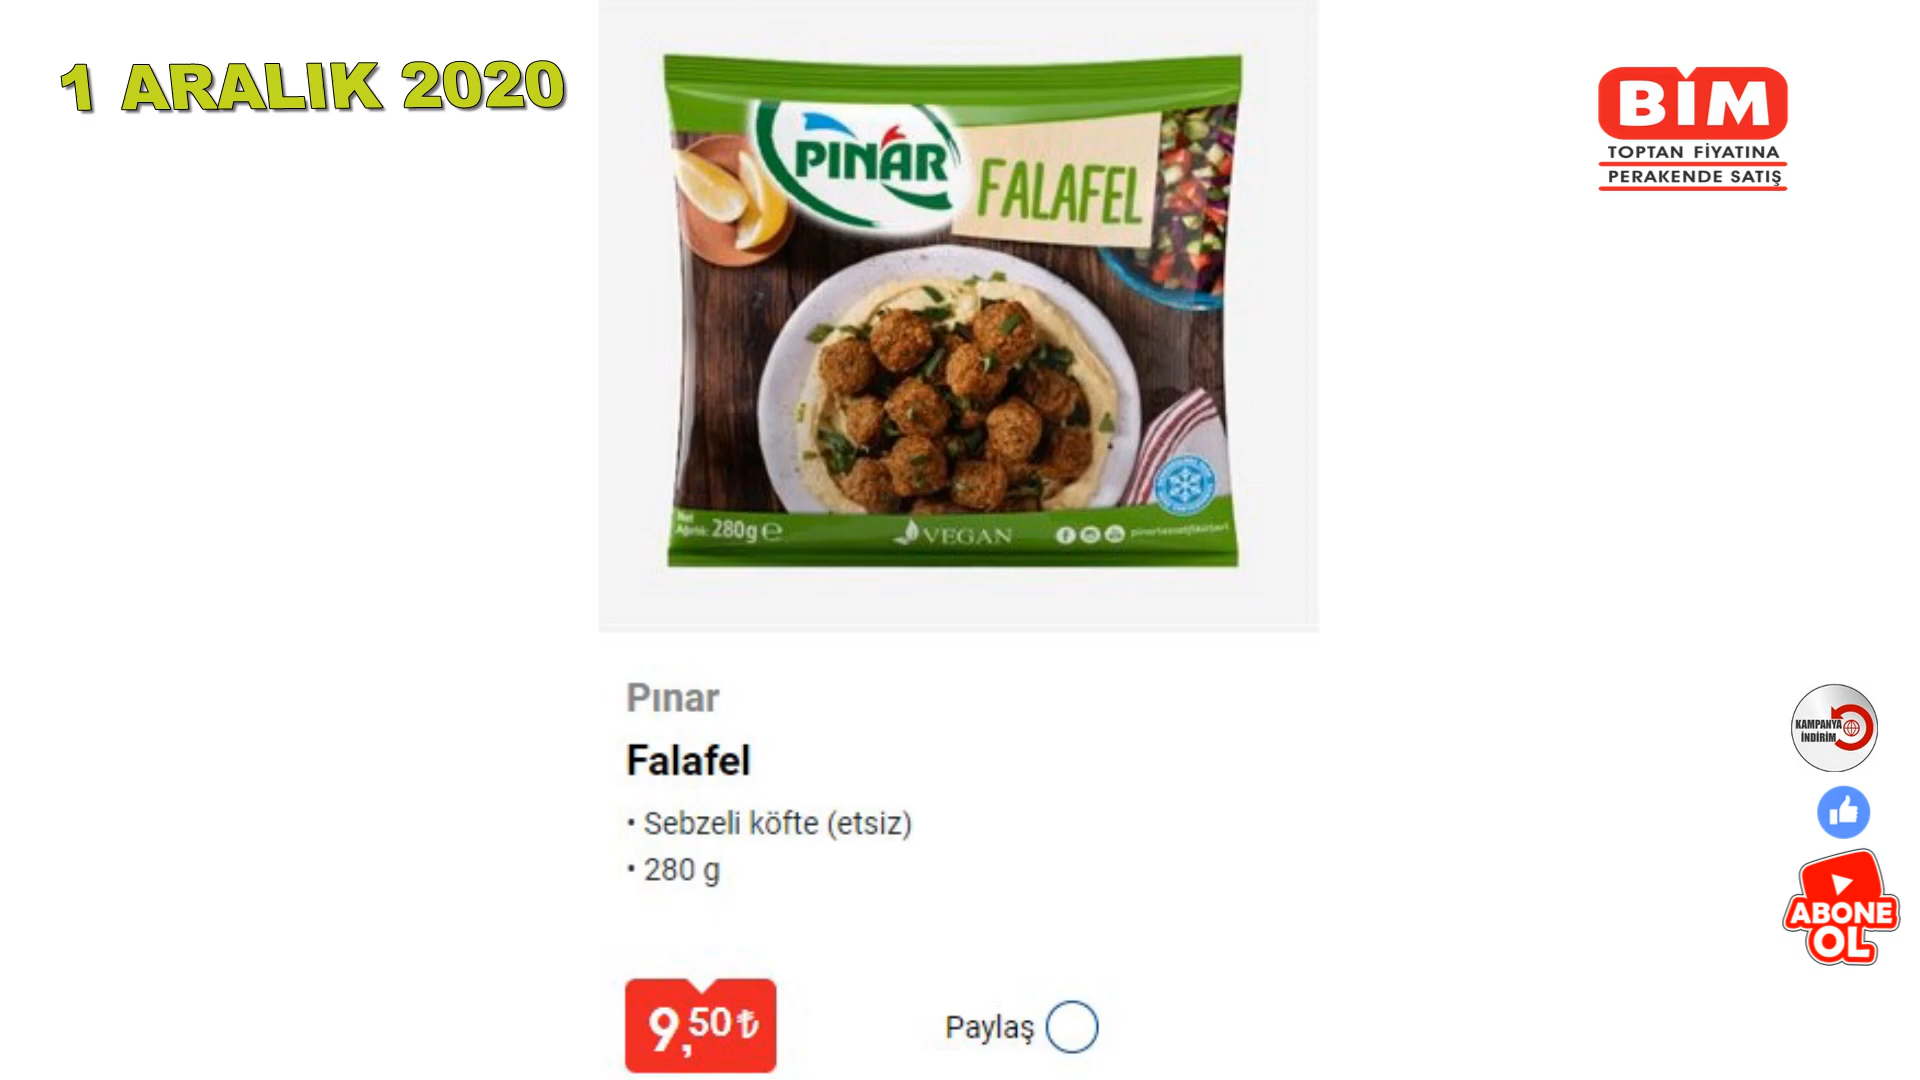 1 ARALIK 2020
BİM
TOPTAN FİYATINA
PERAKENDE SATIŞ
PINAR
FALAFEL
Net
Ağırlık: 280g e
VEGAN
Pınar
Falafel
• Sebzeli köfte (etsiz)
• 280 g
9,50₺
Paylaş
KAMPANYA
İNDİRİM
ABONE
OL